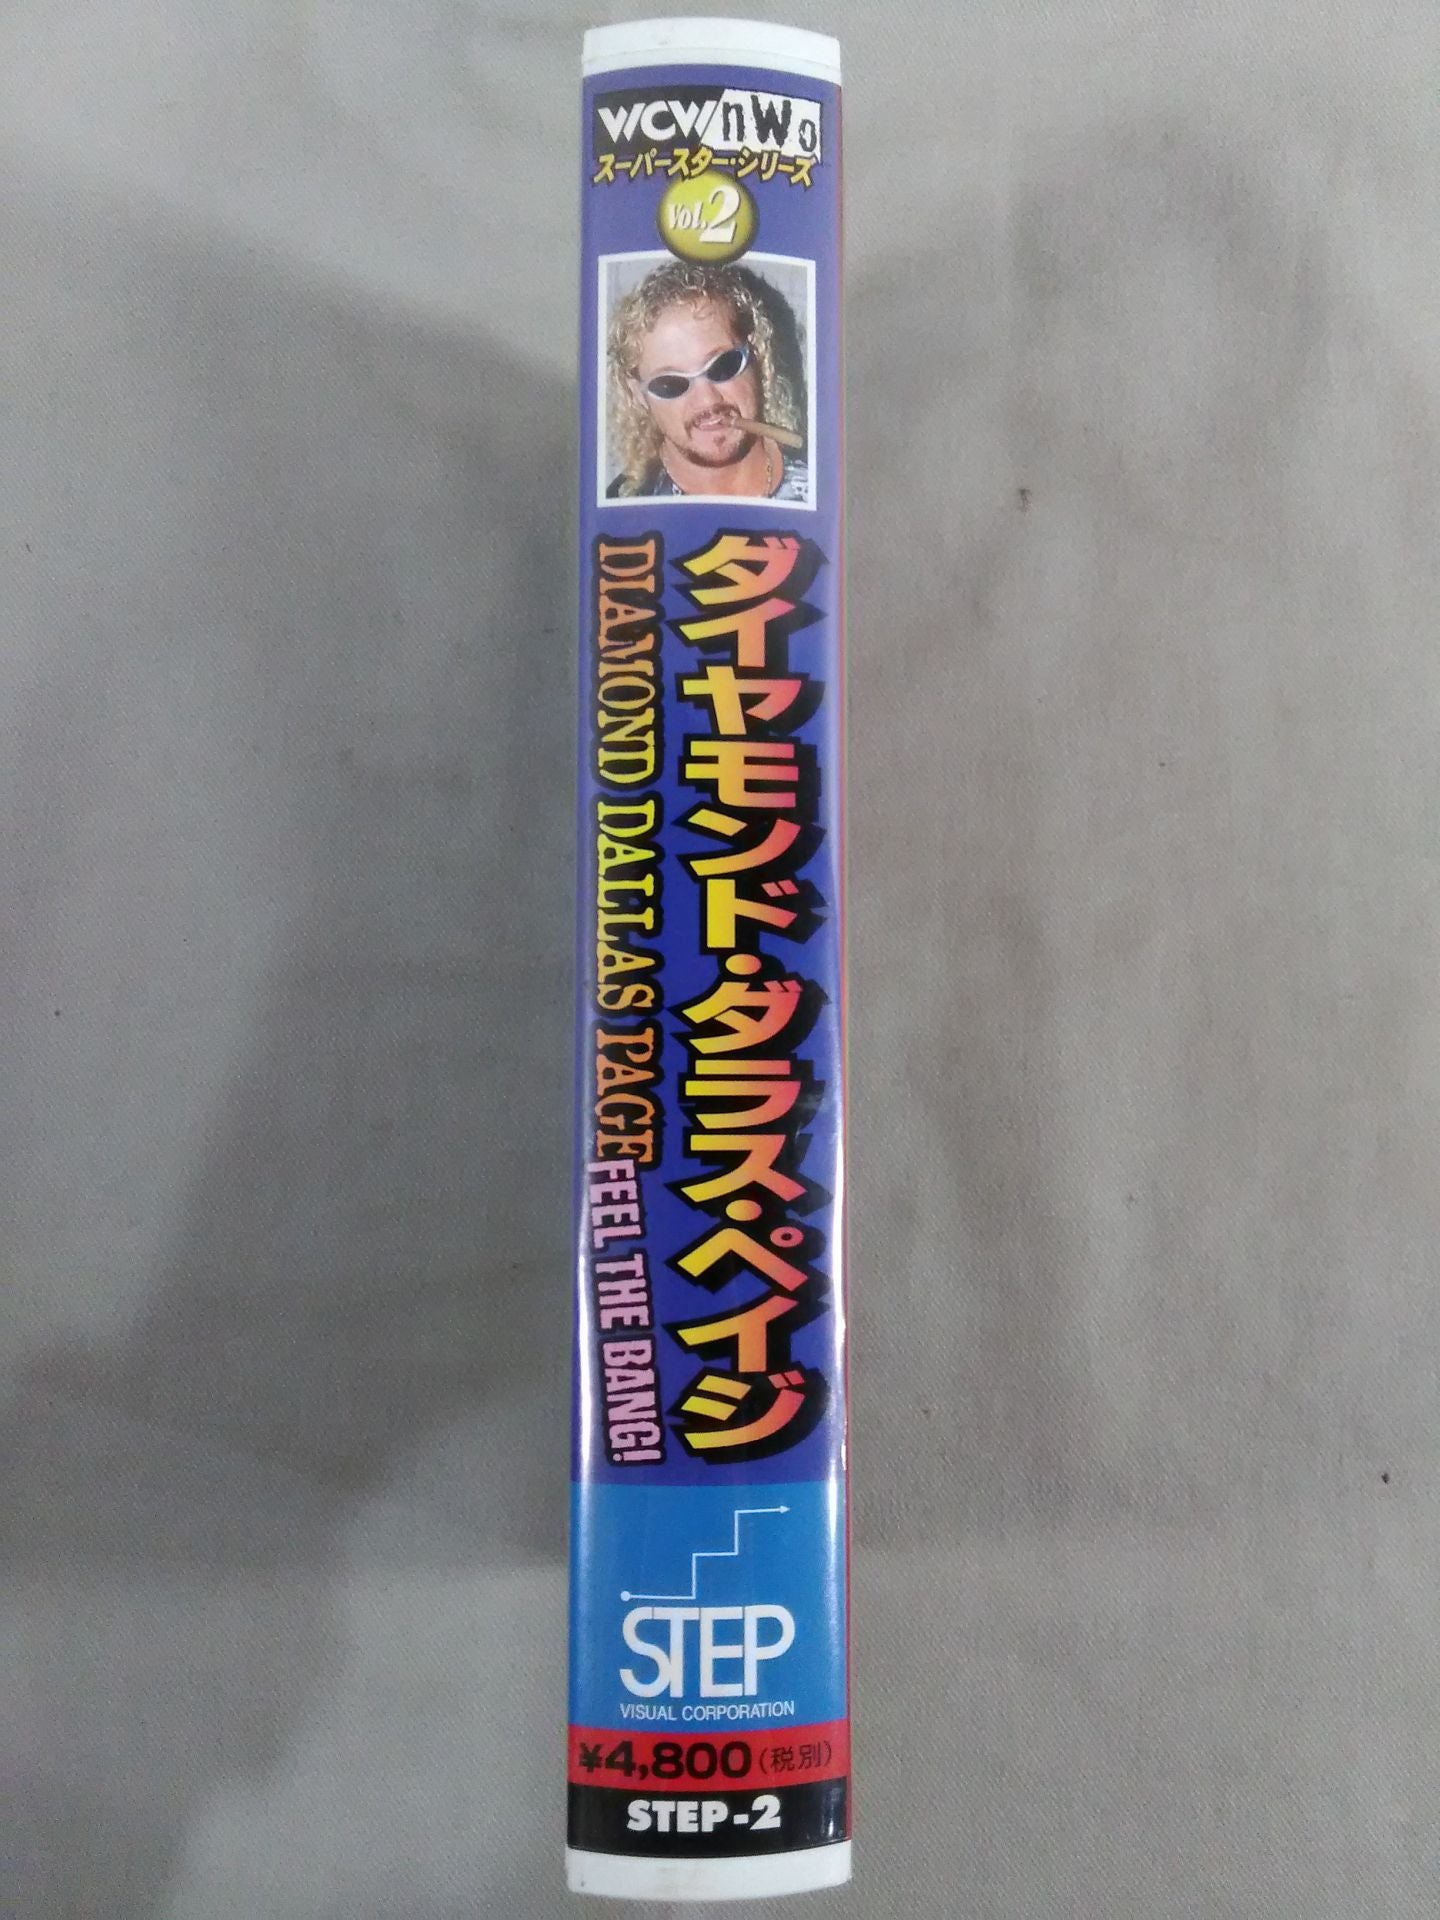 WCW/nWo
スーパースター・シリーズ
Vol.2
ダイヤモンド・ダラス・ペイジ
DIAMOND DALLAS PAGE
FEEL THE BANG!
STEP
VISUAL CORPORATION
¥4,800(税別)
STEP-2